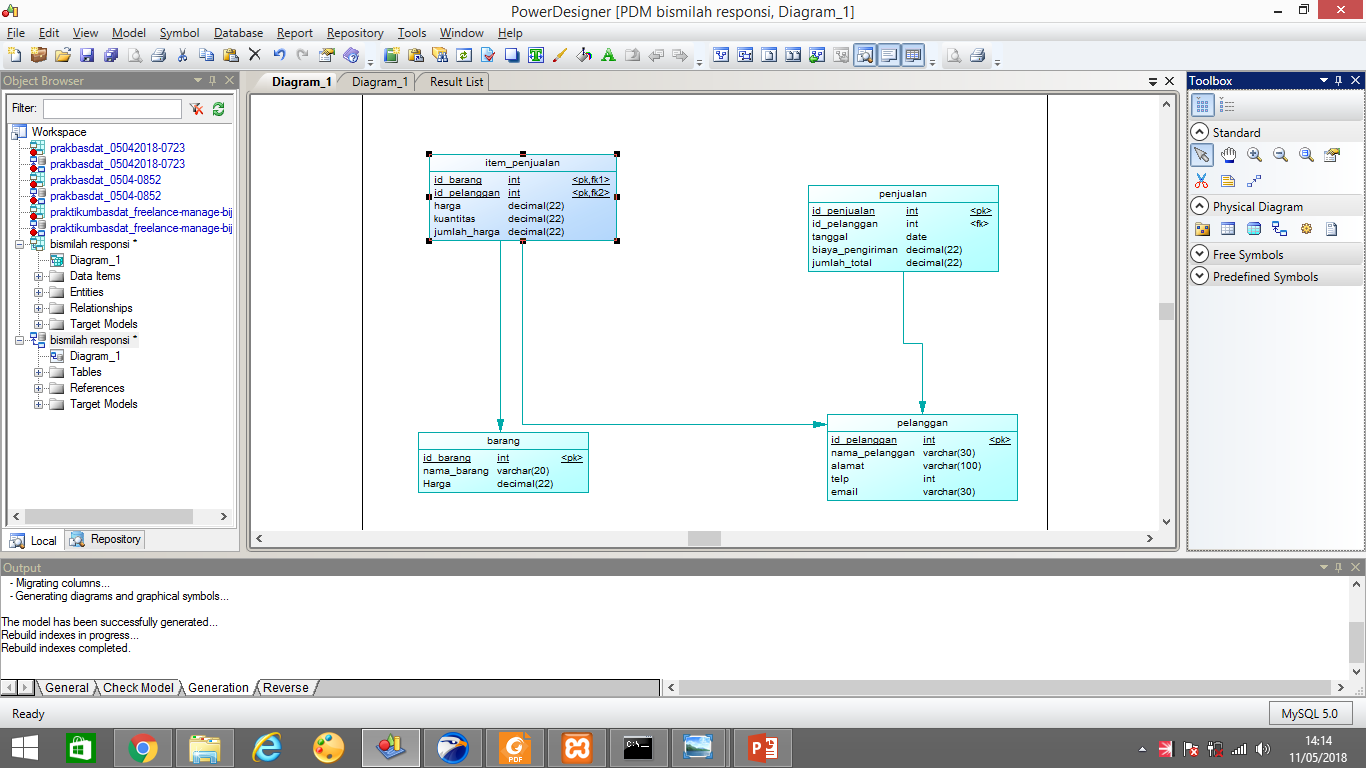 PowerDesigner [PDM bismilah responsi, Diagram_1]
File Edit View Model Symbol Database Report Repository Tools Window Help
Object Browser
Filter:
Workspace
prakbasdat_05042018-0723
prakbasdat_05042018-0723
prakbasdat_0504-0852
prakbasdat_0504-0852
praktikumbasdat_freelance-manage-bij
praktikumbasdat_freelance-manage-bij
bismilah responsi *
Diagram_1
Data Items
Entities
Relationships
Target Models
bismilah responsi *
Diagram_1
Tables
References
Target Models
Local Repository
Diagram_1 Diagram_1 Result List
item_penjualan
id_barang int <pk,fk1>
id_pelanggan int <pk,fk2>
harga decimal(22)
kuantitas decimal(22)
jumlah_harga decimal(22)
penjualan
id_penjualan int <pk>
id_pelanggan int <fk>
tanggal date
biaya_pengiriman decimal(22)
jumlah_total decimal(22)
barang
id_barang int <pk>
nama_barang varchar(20)
Harga decimal(22)
pelanggan
id_pelanggan int <pk>
nama_pelanggan varchar(30)
alamat varchar(100)
telp int
email varchar(30)
Toolbox
Standard
Physical Diagram
Free Symbols
Predefined Symbols
Output
- Migrating columns...
- Generating diagrams and graphical symbols...
The model has been successfully generated...
Rebuild indexes in progress...
Rebuild indexes completed.
General Check Model Generation Reverse
Ready
MySQL 5.0
PDF
C:\
14:14
11/05/2018